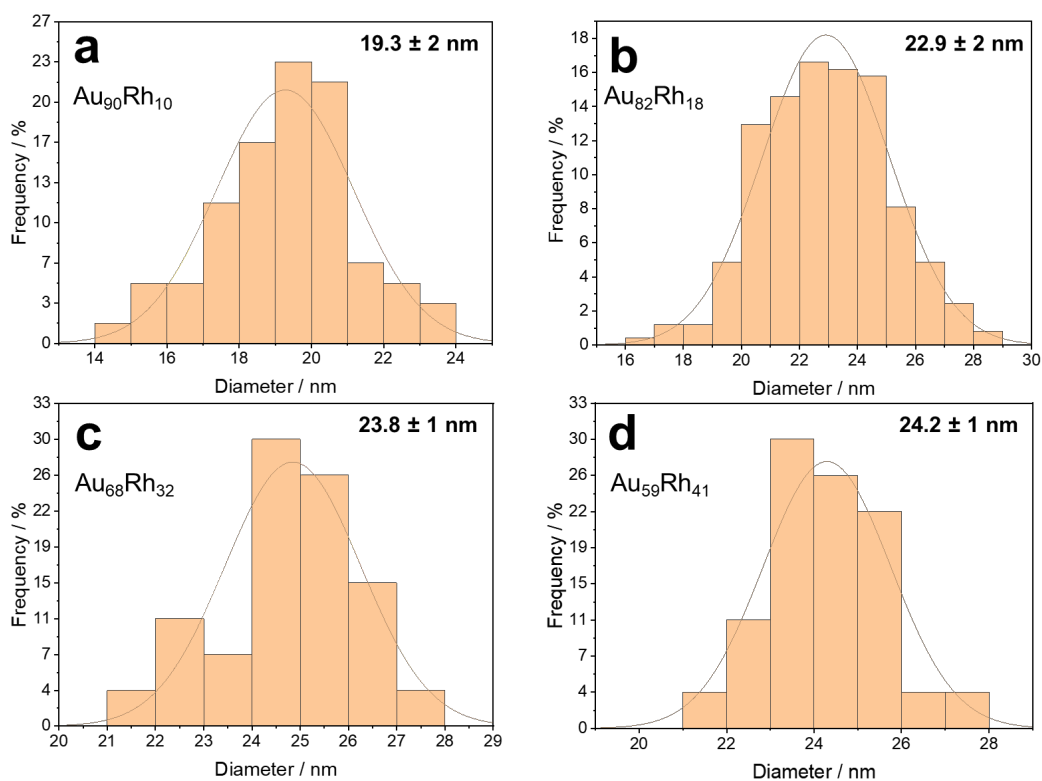 a
19.3 ± 2 nm
Au₉₀Rh₁₀
Frequency / %
27
23
20
17
13
10
7
3
0
14 16 18 20 22 24
Diameter / nm
b
22.9 ± 2 nm
Au₈₂Rh₁₈
Frequency / %
18
16
14
12
10
8
6
4
2
0
16 18 20 22 24 26 28 30
Diameter / nm
c
23.8 ± 1 nm
Au₆₈Rh₃₂
Frequency / %
33
30
26
22
19
15
11
7
4
0
20 21 22 23 24 25 26 27 28 29
Diameter / nm
d
24.2 ± 1 nm
Au₅₉Rh₄₁
Frequency / %
33
30
26
22
19
15
11
7
4
0
20 22 24 26 28
Diameter / nm